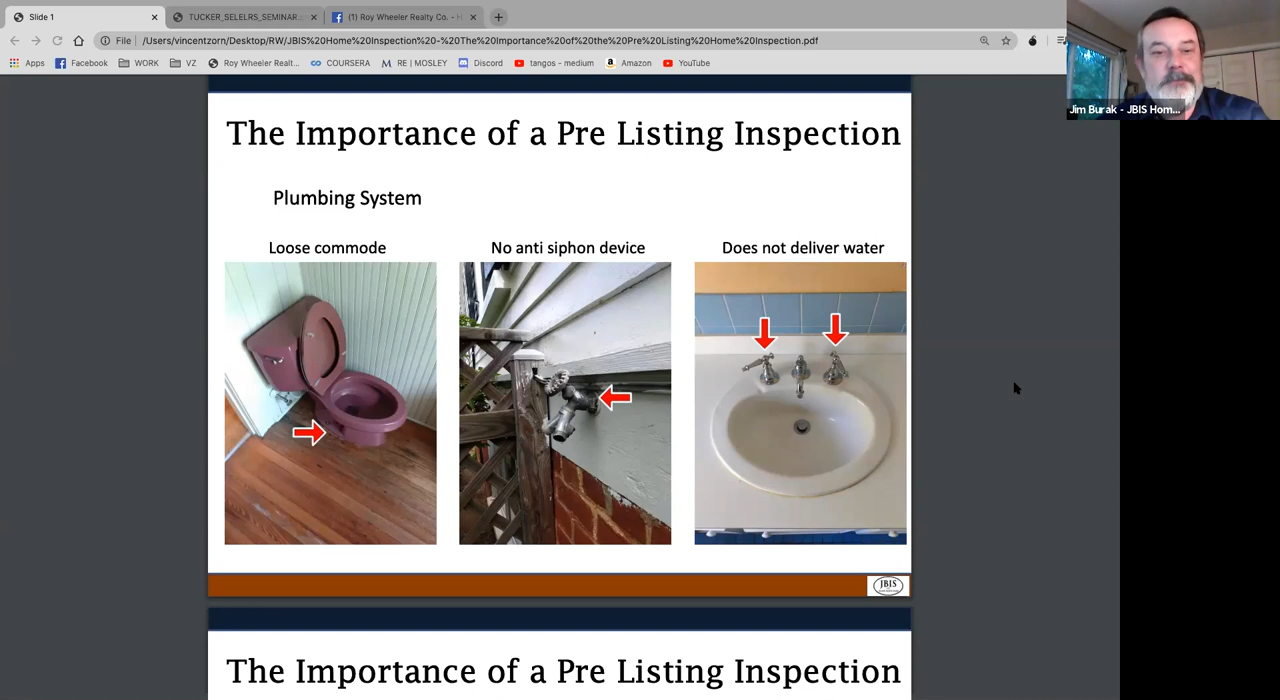 Slide 1
TUCKER_SELELRS_SEMINAR
(1) Roy Wheeler Realty Co. - H
File
/Users/vincentzorn/Desktop/RW/JBIS%20Home%20Inspection%20-%20The%20Importance%20of%20the%20Pre%20Listing%20Home%20Inspection.pdf
Apps Facebook WORK VZ Roy Wheeler Realt... COURSERA RE | MOSLEY Discord tangos - medium Amazon YouTube
Jim Burak - JBIS Hom...
The Importance of a Pre Listing Inspection
Plumbing System
Loose commode
No anti siphon device
Does not deliver water
JBIS
The Importance of a Pre Listing Inspection